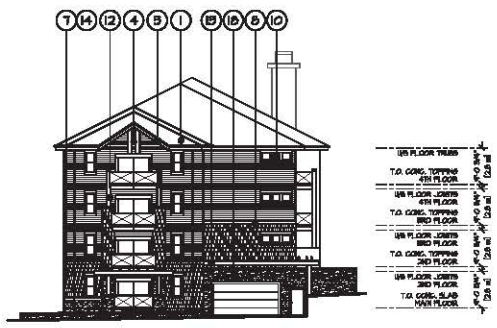 7 14 12 4 5 1 15 18 8 10
U/S FLOOR TRUSS
T.O. CONC. TOPPING
4TH FLOOR
U/S FLOOR JOISTS
4TH FLOOR
T.O. CONC. TOPPING
3RD FLOOR
U/S FLOOR JOISTS
3RD FLOOR
T.O. CONC. TOPPING
2ND FLOOR
U/S FLOOR JOISTS
2ND FLOOR
T.O. CONC. SLAB
MAIN FLOOR